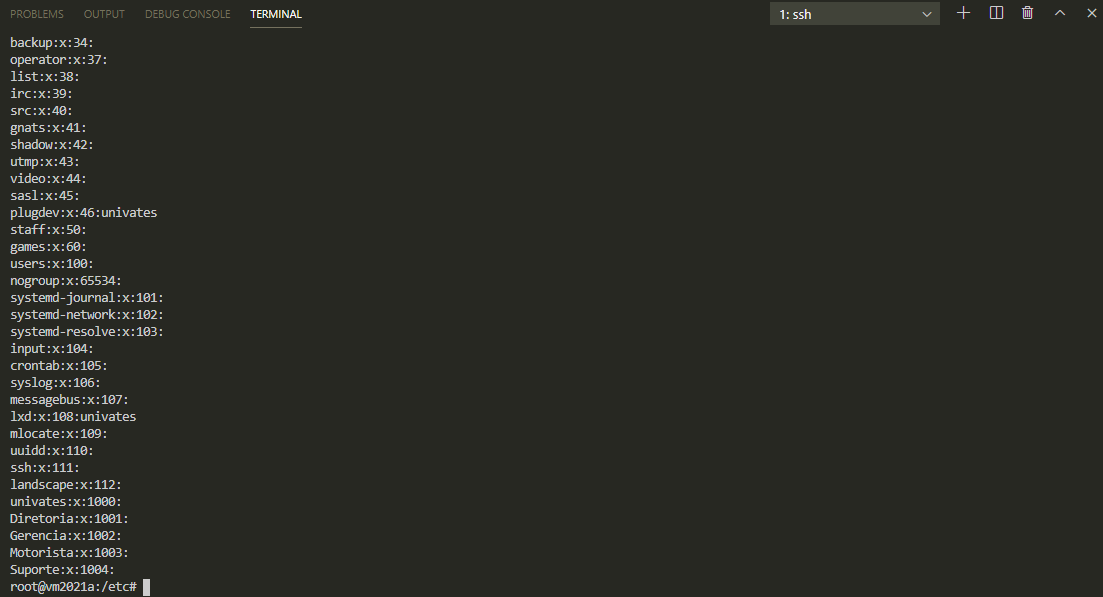 PROBLEMS OUTPUT DEBUG CONSOLE TERMINAL 1: ssh
backup:x:34:
operator:x:37:
list:x:38:
irc:x:39:
src:x:40:
gnats:x:41:
shadow:x:42:
utmp:x:43:
video:x:44:
sasl:x:45:
plugdev:x:46:univates
staff:x:50:
games:x:60:
users:x:100:
nogroup:x:65534:
systemd-journal:x:101:
systemd-network:x:102:
systemd-resolve:x:103:
input:x:104:
crontab:x:105:
syslog:x:106:
messagebus:x:107:
lxd:x:108:univates
mlocate:x:109:
uuidd:x:110:
ssh:x:111:
landscape:x:112:
univates:x:1000:
Diretoria:x:1001:
Gerencia:x:1002:
Motorista:x:1003:
Suporte:x:1004:
root@vm2021a:/etc#